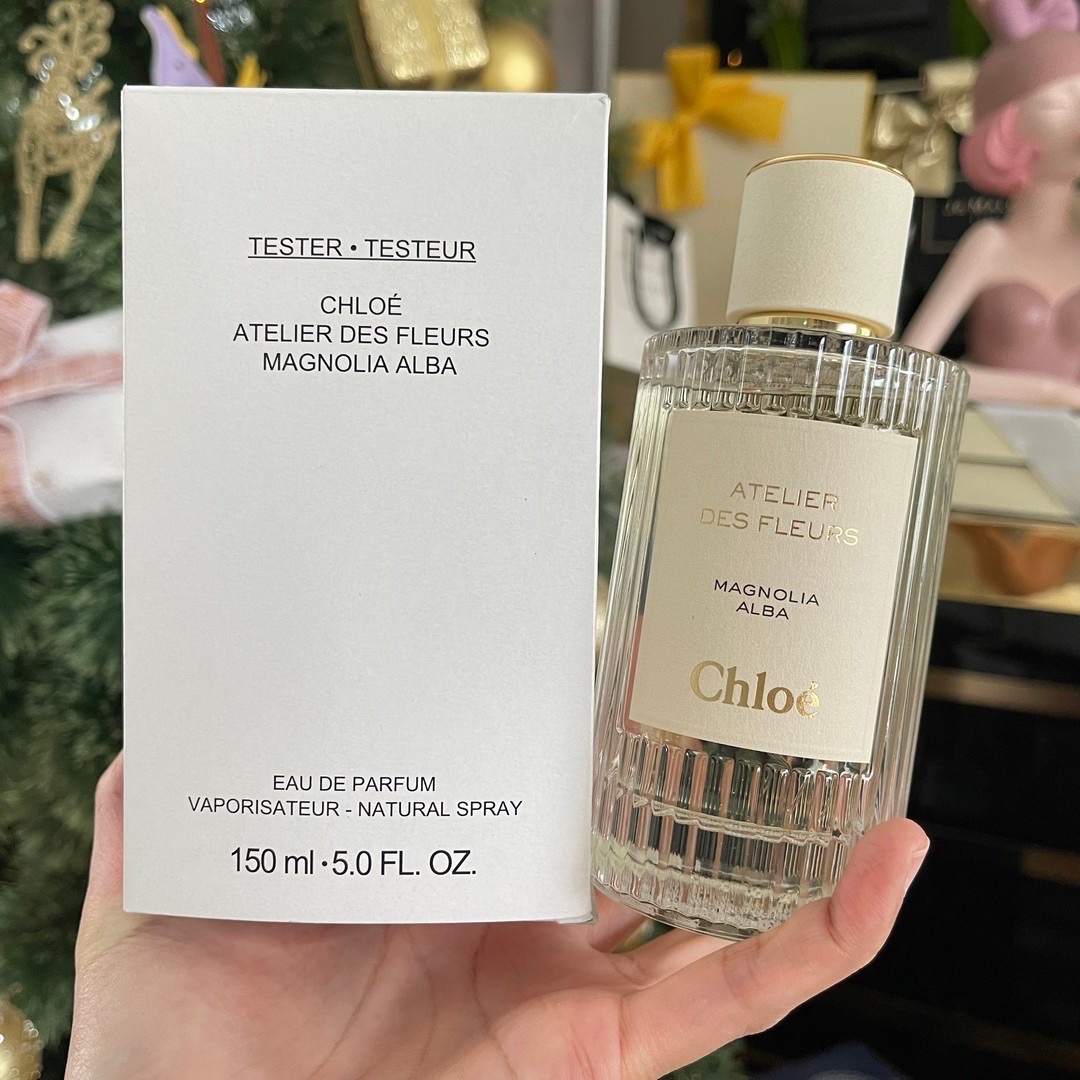 TESTER • TESTEUR
CHLOÉ
ATELIER DES FLEURS
MAGNOLIA ALBA
EAU DE PARFUM
VAPORISATEUR - NATURAL SPRAY
150 ml • 5.0 FL. OZ.
ATELIER
DES FLEURS
MAGNOLIA
ALBA
Chloé